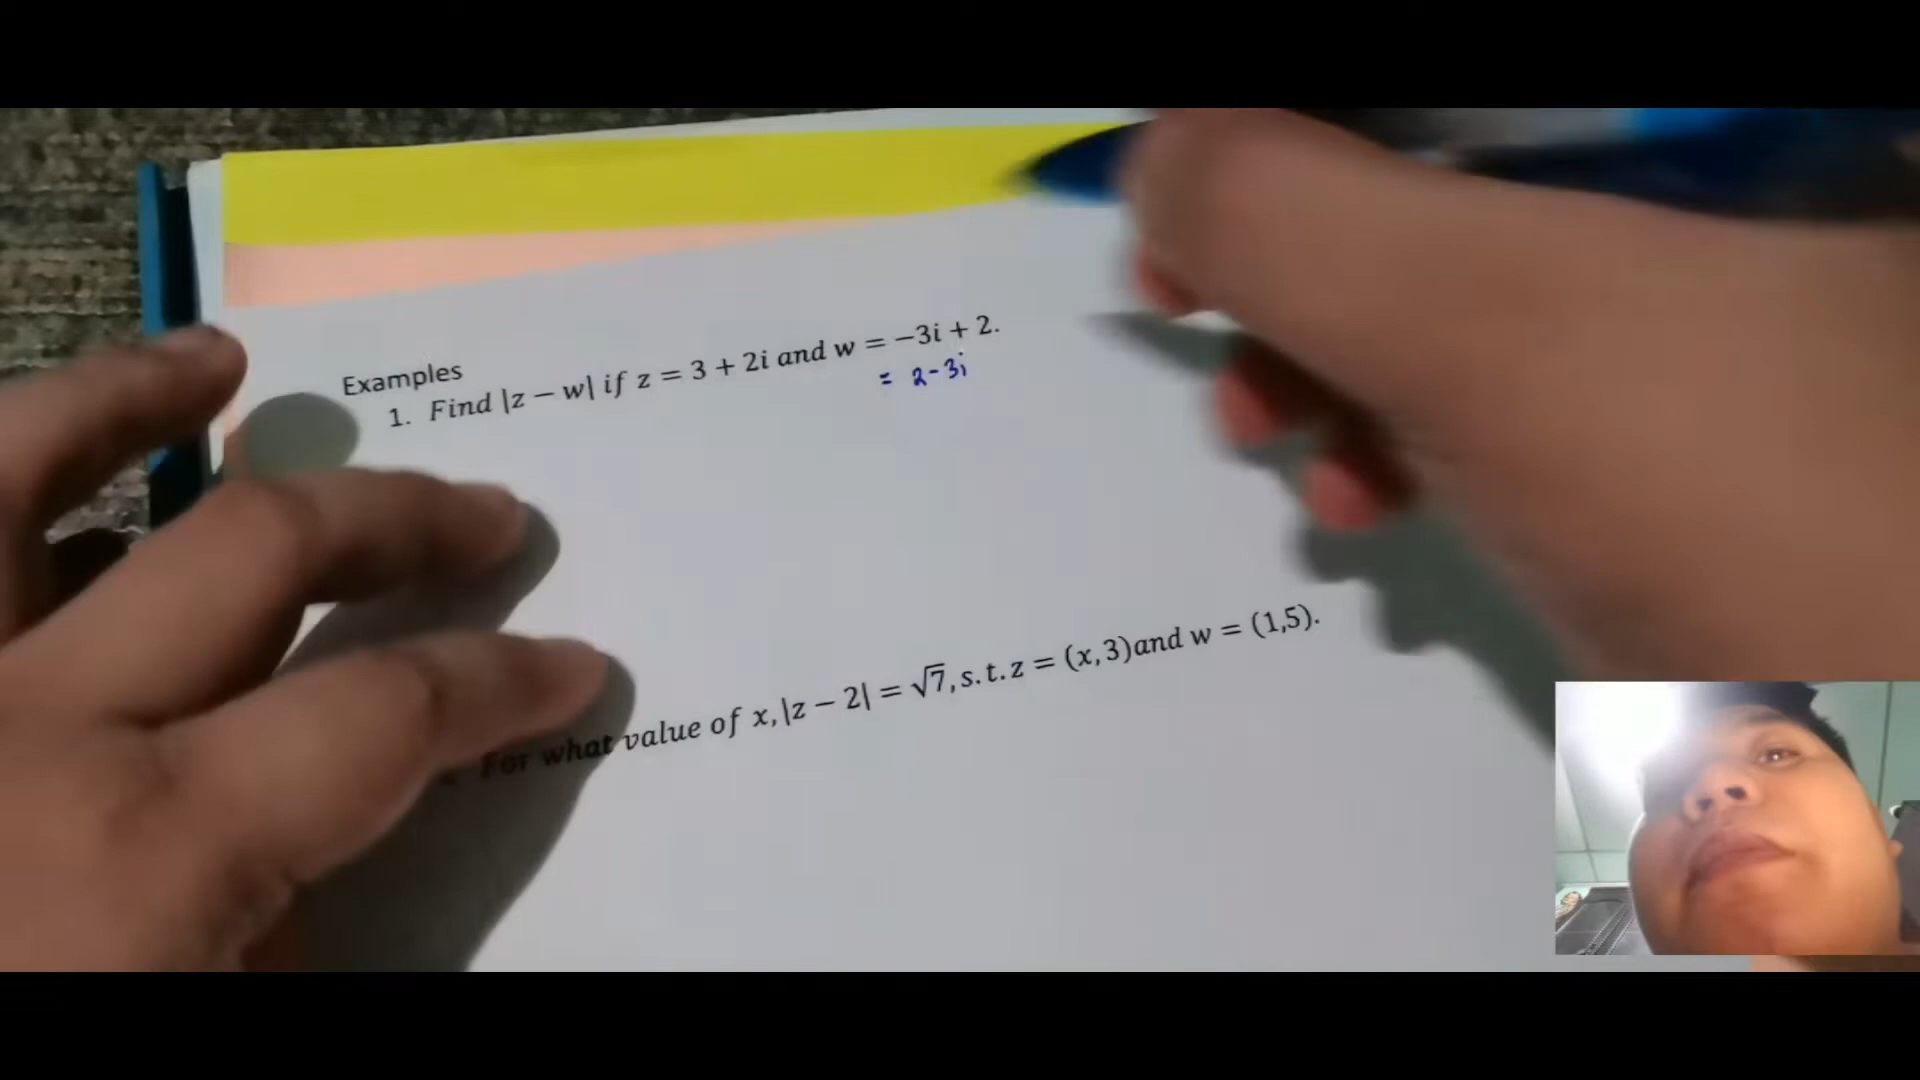 Examples
1. Find |z − w| if z = 3 + 2i and w = −3i + 2.
= 2 - 3i
For what value of x, |z − 2| = √7, s.t. z = (x, 3) and w = (1,5).